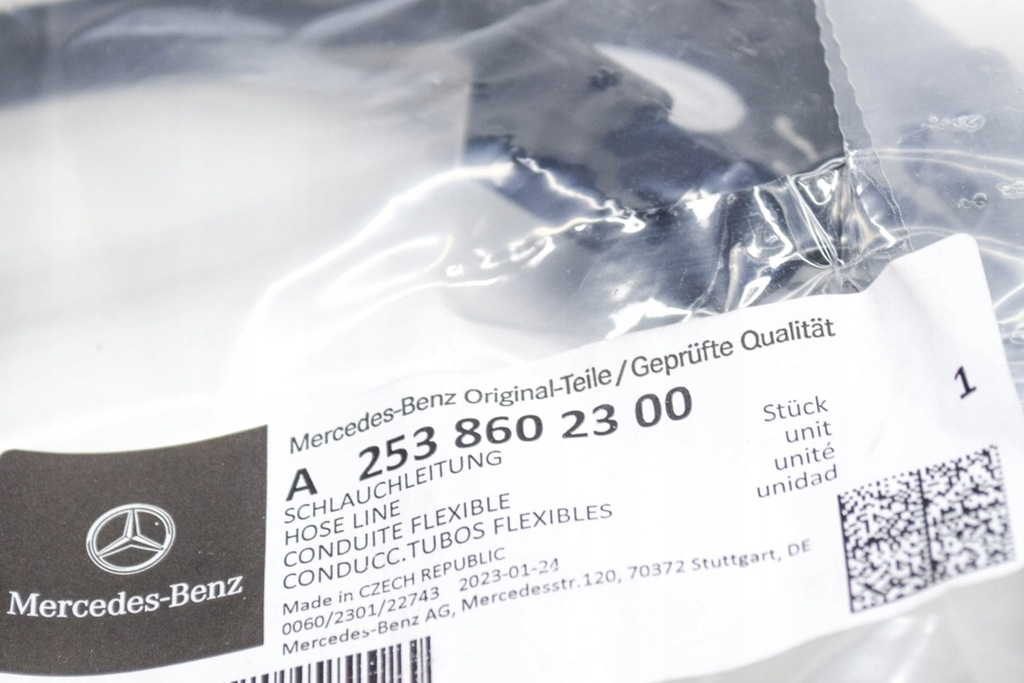 Mercedes-Benz Original-Teile/Geprüfte Qualität
A 253 860 23 00
SCHLAUCHLEITUNG
HOSE LINE
CONDUITE FLEXIBLE
CONDUCC.TUBOS FLEXIBLES
Made in CZECH REPUBLIC
0060/2301/22743 2023-01-24
Mercedes-Benz AG, Mercedesstr.120, 70372 Stuttgart, DE
Stück
unit
unité
unidad
1
Mercedes-Benz